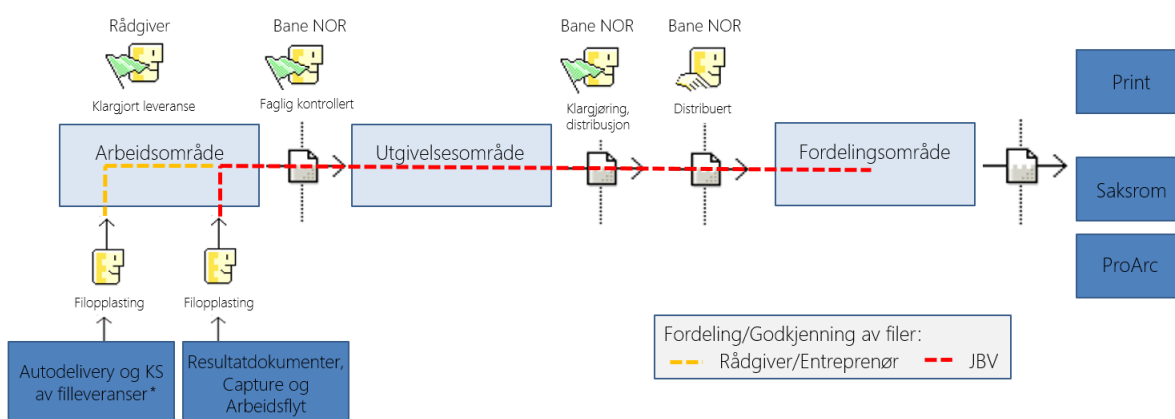 Rådgiver
Klargjort leveranse
Bane NOR
Faglig kontrollert
Bane NOR
Klargjøring,
distribusjon
Bane NOR
Distribuert
Print
Arbeidsområde
Utgivelsesområde
Fordelingsområde
Saksrom
ProArc
Filopplasting
Filopplasting
Autodelivery og KS
av filleveranser*
Resultatdokumenter,
Capture og
Arbeidsflyt
Fordeling/Godkjenning av filer:
Rådgiver/Entreprenør
JBV